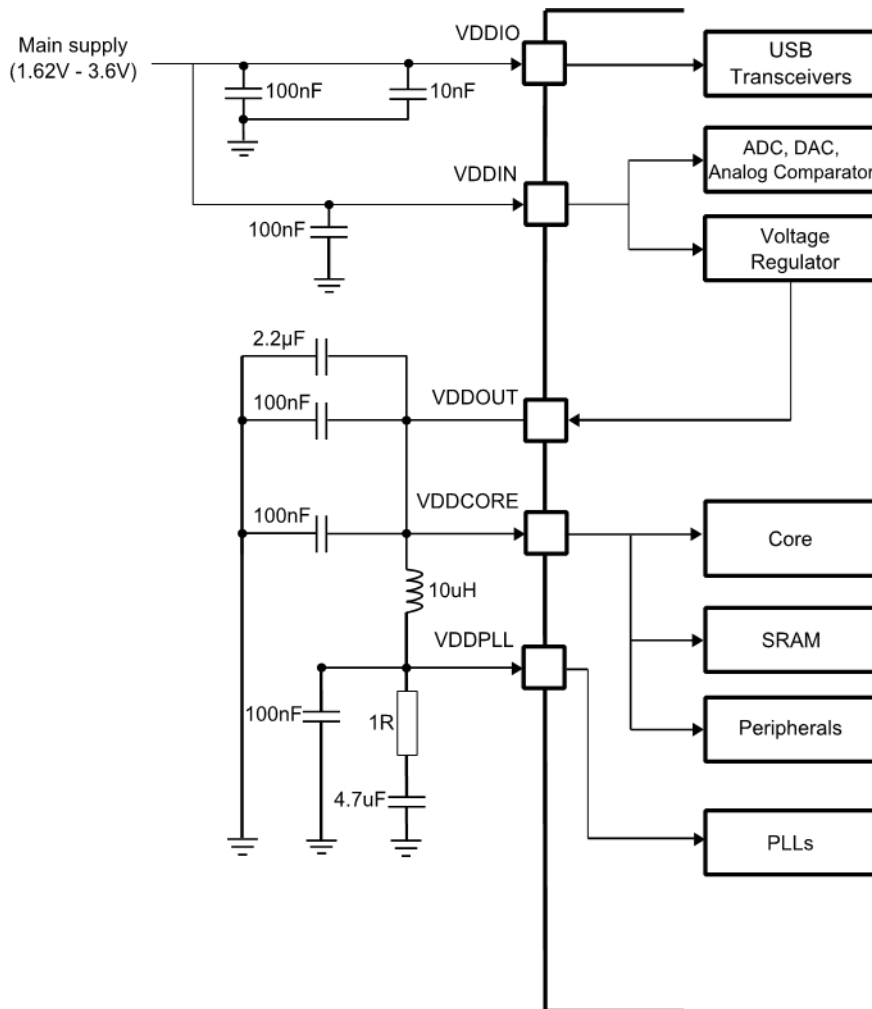 VDDIO
Main supply
(1.62V - 3.6V)
USB
Transceivers
100nF
10nF
ADC, DAC,
Analog Comparator
VDDIN
100nF
Voltage
Regulator
2.2µF
100nF
VDDOUT
VDDCORE
100nF
Core
10uH
SRAM
VDDPLL
100nF
1R
Peripherals
4.7uF
PLLs